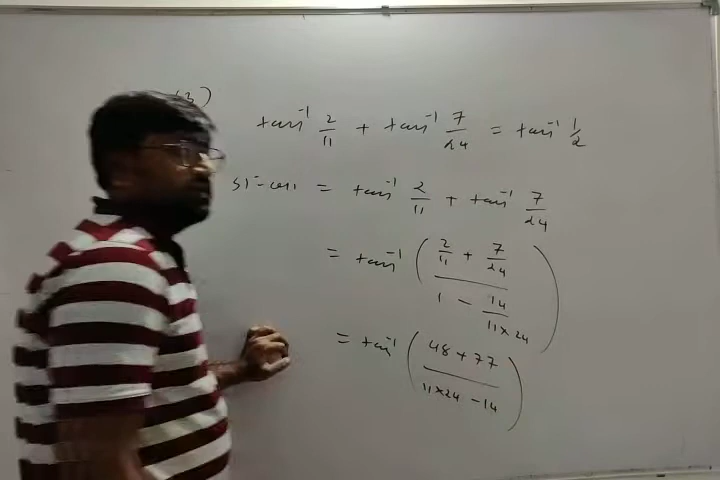 (3)
tan⁻¹ 2/11 + tan⁻¹ 7/24 = tan⁻¹ 1/2
= tan⁻¹ 2/11 + tan⁻¹ 7/24
= tan⁻¹ ( (2/11 + 7/24) / (1 - 14/(11×24)) )
= tan⁻¹ ( (48+77) / (11×24 - 14) )